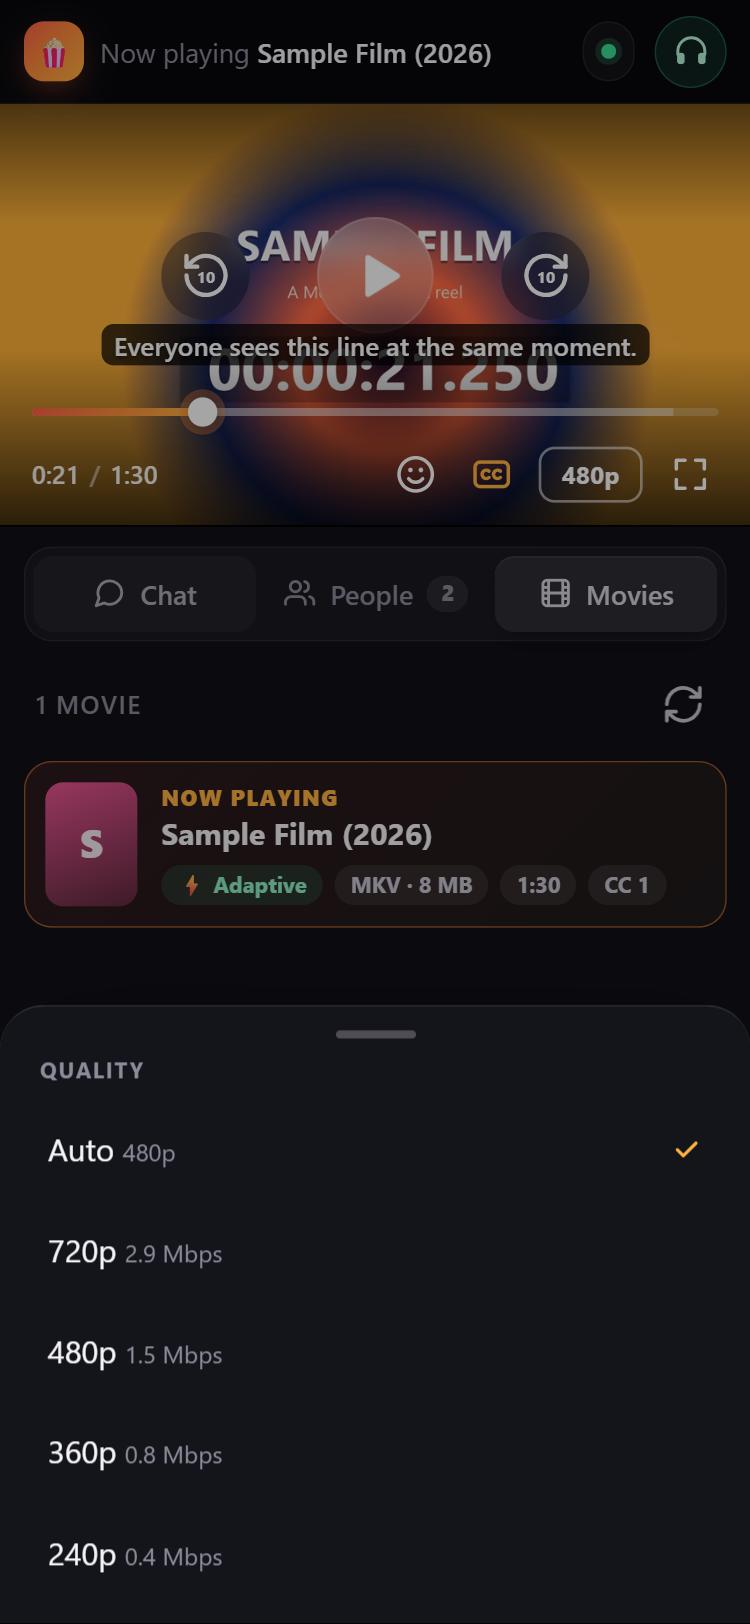 Now playing Sample Film (2026)
SAM FILM
A M reel
10
10
Everyone sees this line at the same moment.
00:00:21.250
0:21 / 1:30
CC
480p
Chat
People 2
Movies
1 MOVIE
S
NOW PLAYING
Sample Film (2026)
Adaptive
MKV · 8 MB
1:30
CC 1
QUALITY
Auto 480p
720p 2.9 Mbps
480p 1.5 Mbps
360p 0.8 Mbps
240p 0.4 Mbps